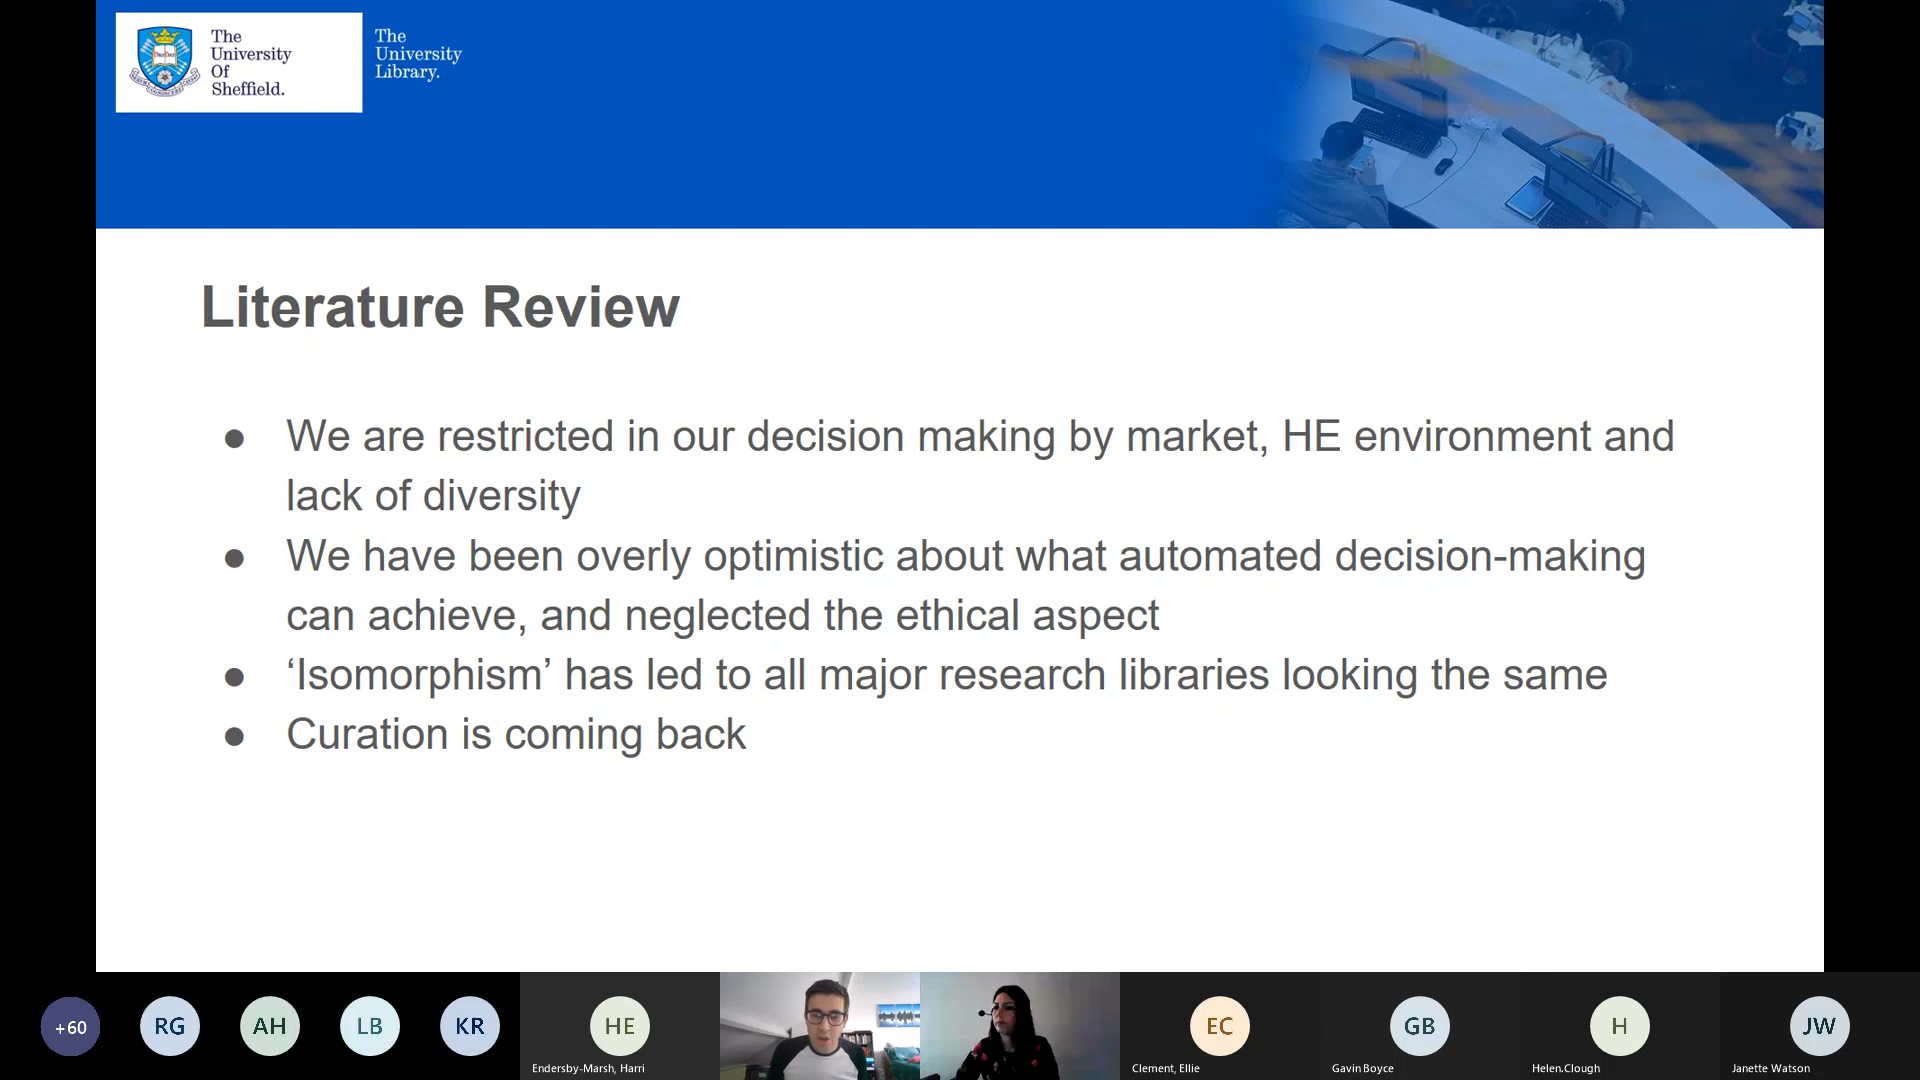 The
University
Of
Sheffield.
The
University
Library.
Literature Review
● We are restricted in our decision making by market, HE environment and
lack of diversity
● We have been overly optimistic about what automated decision-making
can achieve, and neglected the ethical aspect
● ‘Isomorphism’ has led to all major research libraries looking the same
● Curation is coming back
+60
RG
AH
LB
KR
HE
Endersby-Marsh, Harri
EC
Clement, Ellie
GB
Gavin Boyce
H
Helen.Clough
JW
Janette Watson